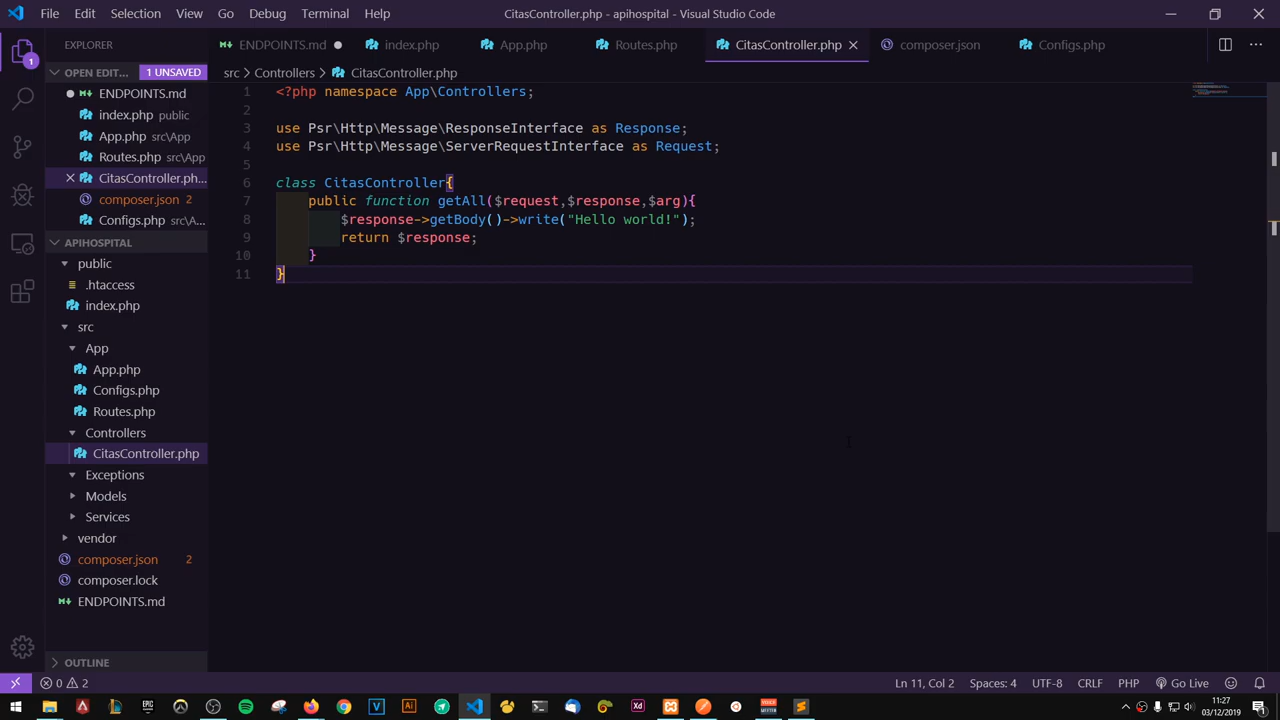 File Edit Selection View Go Debug Terminal Help CitasController.php - apihospital - Visual Studio Code
EXPLORER ENDPOINTS.md index.php App.php Routes.php CitasController.php composer.json Configs.php
OPEN EDIT... 1 UNSAVED
src > Controllers > CitasController.php
ENDPOINTS.md
index.php public
App.php src\App
Routes.php src\App
CitasController.ph...
composer.json 2
Configs.php src\A...
APIHOSPITAL
public
.htaccess
index.php
src
App
App.php
Configs.php
Routes.php
Controllers
CitasController.php
Exceptions
Models
Services
vendor
composer.json 2
composer.lock
ENDPOINTS.md
OUTLINE
1 <?php namespace App\Controllers;
2
3 use Psr\Http\Message\ResponseInterface as Response;
4 use Psr\Http\Message\ServerRequestInterface as Request;
5
6 class CitasController{
7 public function getAll($request,$response,$arg){
8 $response->getBody()->write("Hello world!");
9 return $response;
10 }
11 }
0 2 Ln 11, Col 2 Spaces: 4 UTF-8 CRLF PHP Go Live
11:27
03/12/2019